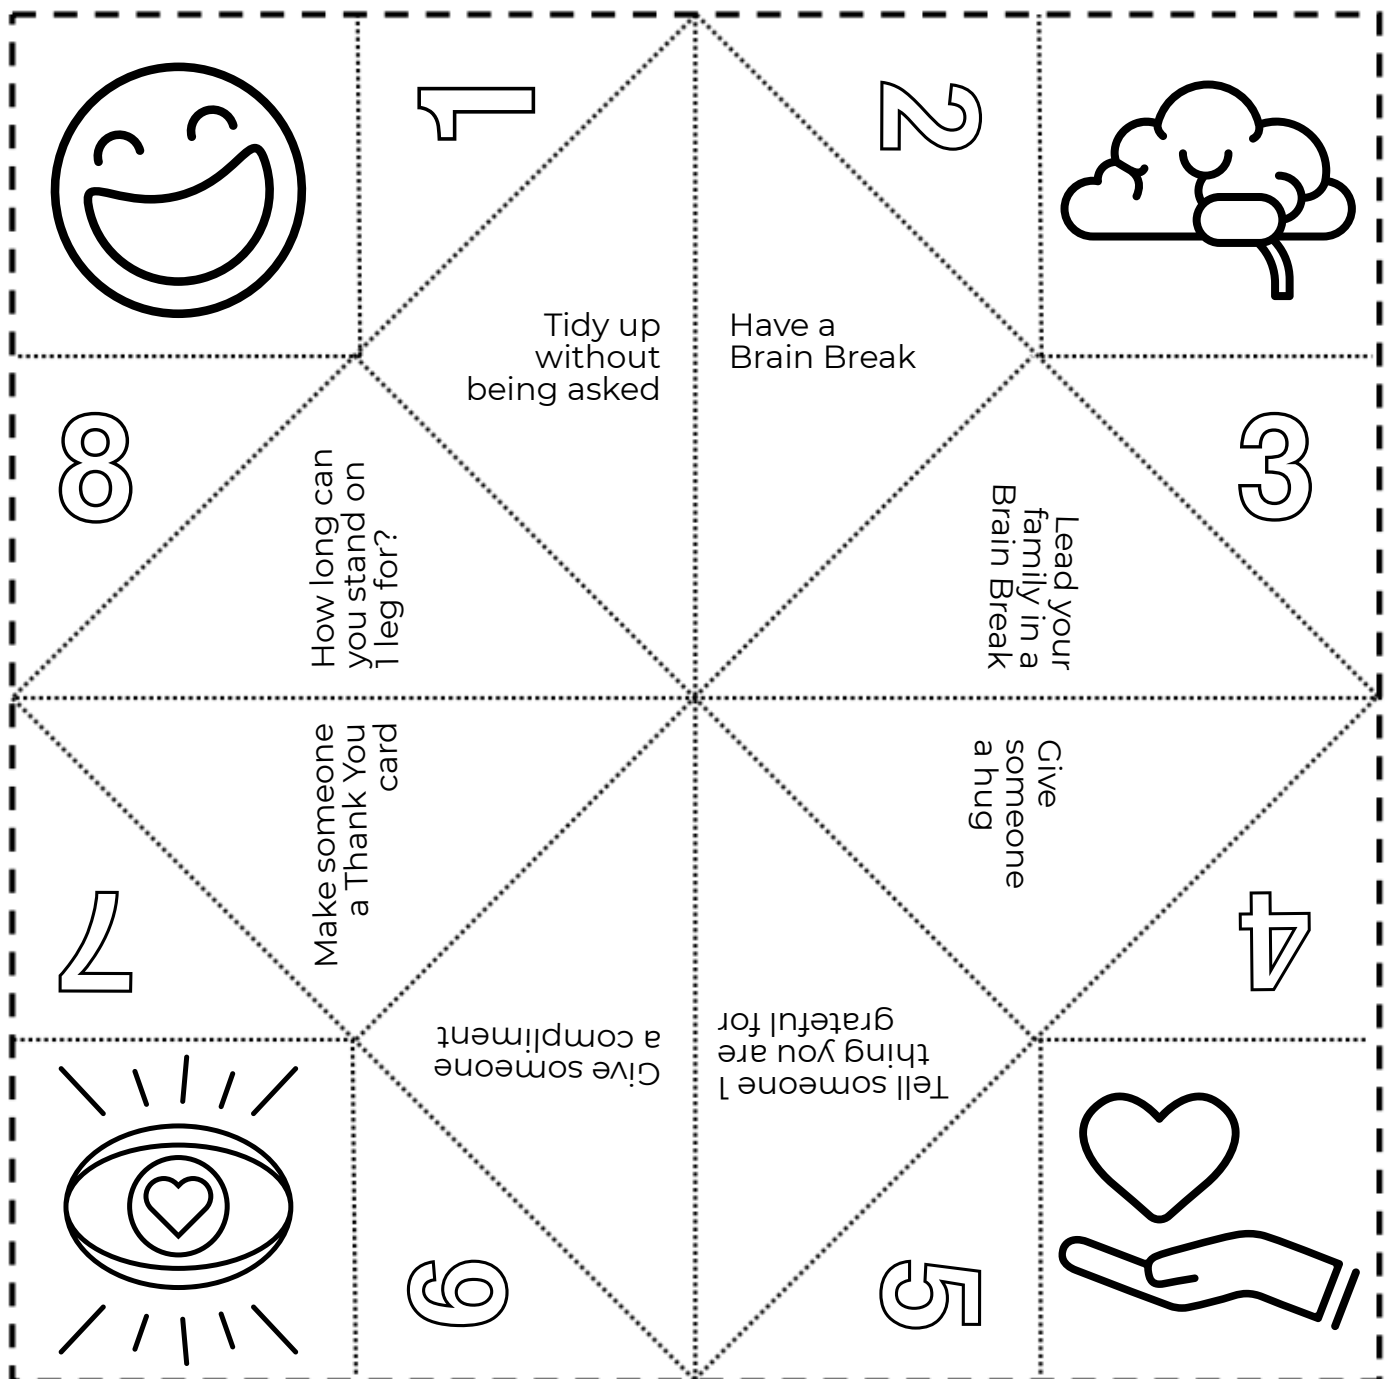 1
2
Tidy up
without
being asked
Have a
Brain Break
8
3
How long can
you stand on
1 leg for?
Lead your
family in a
Brain Break
Make someone
a Thank You
card
Give
someone
a hug
7
4
Give someone
a compliment
Tell someone 1
thing you are
grateful for
6
5